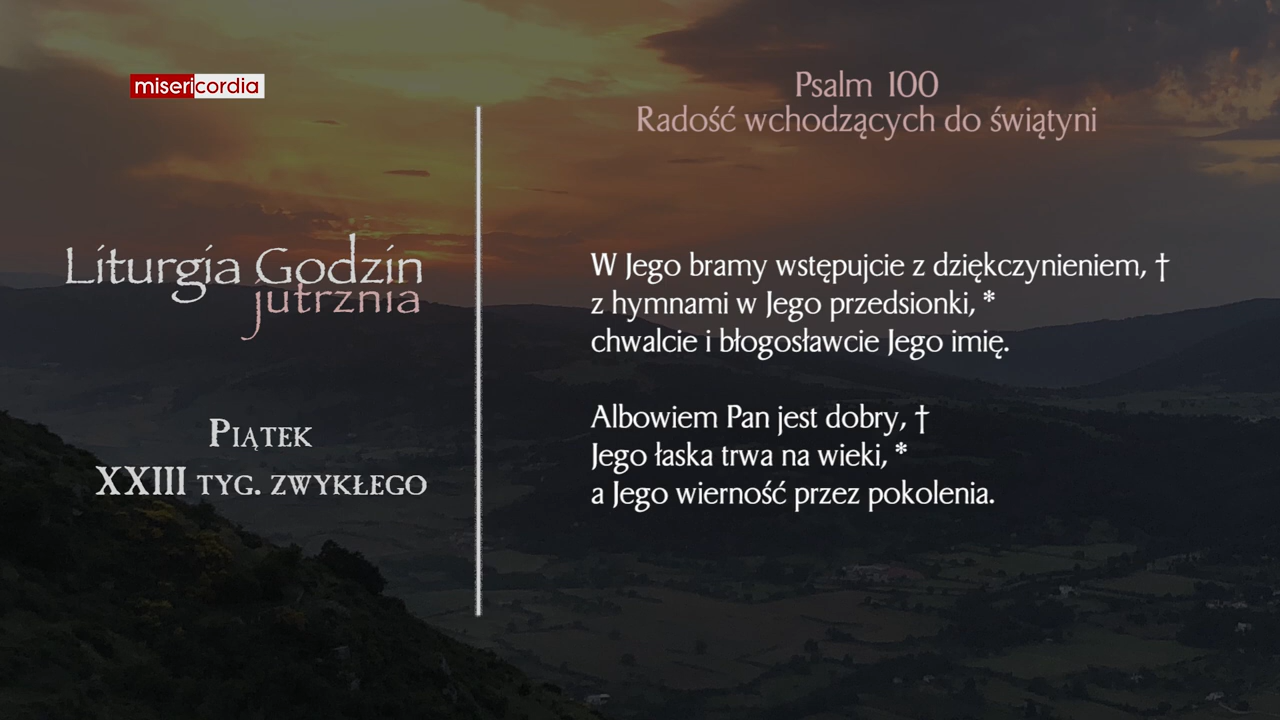 misericordia
Liturgia Godzin
jutrznia
Piątek
XXIII tyg. zwykłego
Psalm 100
Radość wchodzących do świątyni
W Jego bramy wstępujcie z dziękczynieniem, †
z hymnami w Jego przedsionki, *
chwalcie i błogosławcie Jego imię.
Albowiem Pan jest dobry, †
Jego łaska trwa na wieki, *
a Jego wierność przez pokolenia.